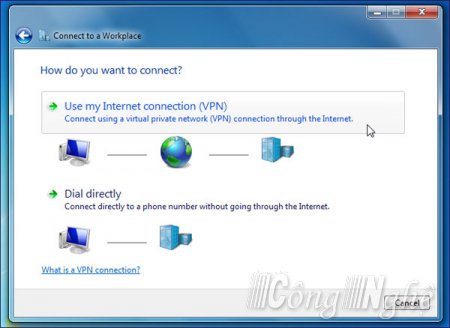 Connect to a Workplace
How do you want to connect?
Use my Internet connection (VPN)
Connect using a virtual private network (VPN) connection through the Internet.
Dial directly
Connect directly to a phone number without going through the Internet.
What is a VPN connection?
Công Nghệ
Cancel